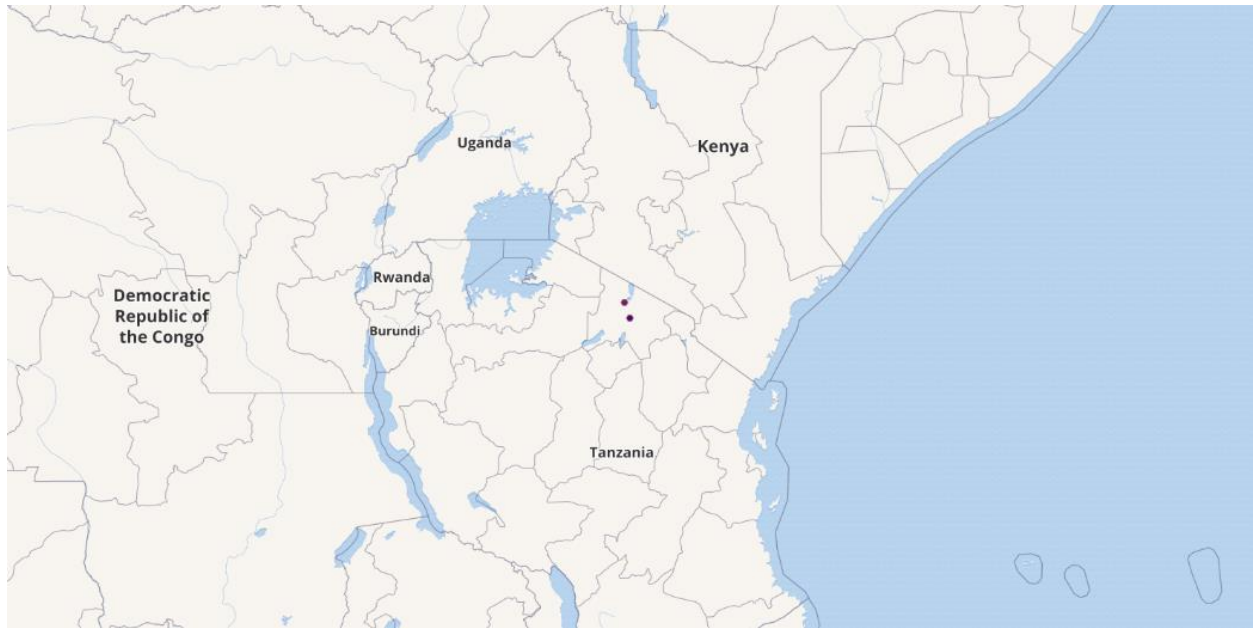 Uganda
Kenya
Rwanda
Democratic
Republic of
the Congo
Burundi
Tanzania